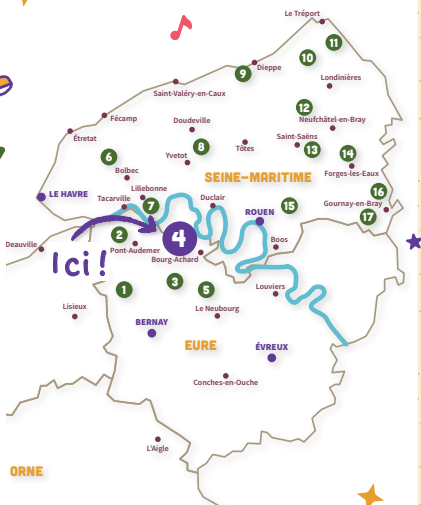 Le Tréport
11
10
9
Dieppe
Londinières
Saint-Valéry-en-Caux
12
Fécamp
Doudeville
Neufchâtel-en-Bray
Étretat
Saint-Saëns
8
Tôtes
13
14
6
Yvetot
Bolbec
Forges-les-Eaux
SEINE-MARITIME
Lillebonne
16
LE HAVRE
Tancarville
7
Duclair
15
Gournay-en-Bray
ROUEN
17
2
4
Deauville
Pont-Audemer
Boos
Ici !
Bourg-Achard
3
1
5
Louviers
Lisieux
Le Neubourg
BERNAY
EURE
ÉVREUX
Conches-en-Ouche
L'Aigle
ORNE